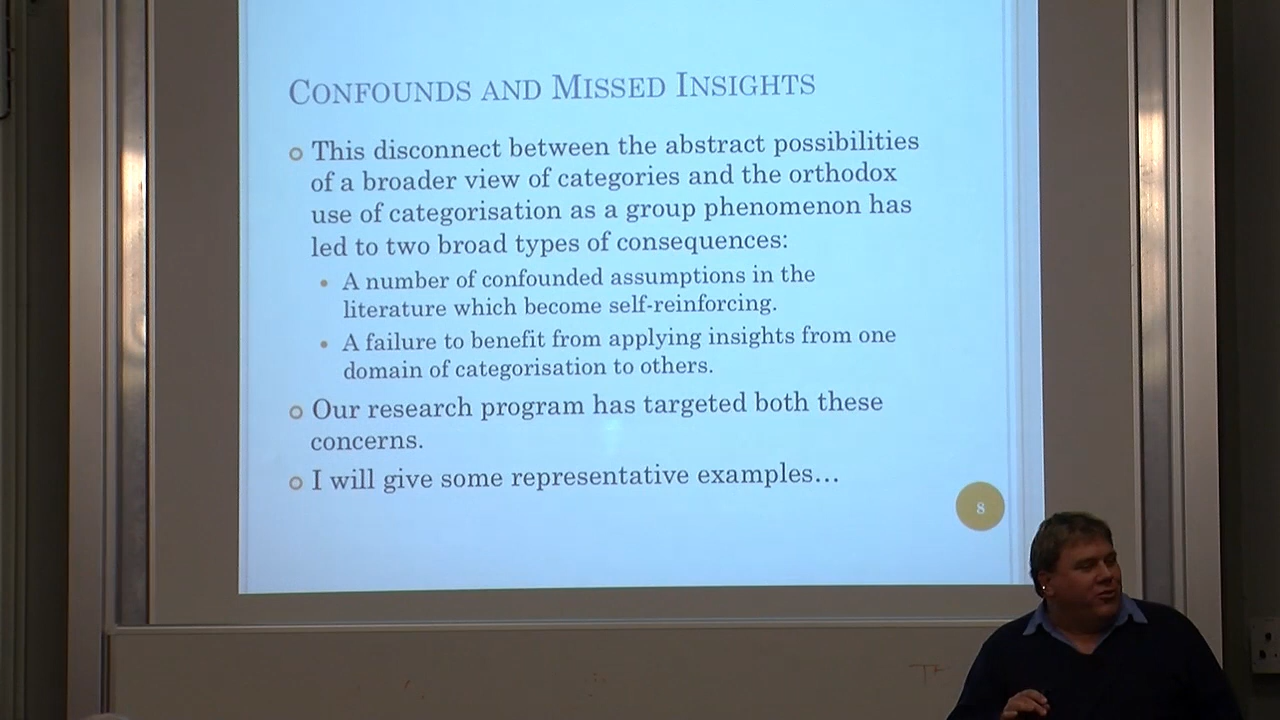 CONFOUNDS AND MISSED INSIGHTS
This disconnect between the abstract possibilities
of a broader view of categories and the orthodox
use of categorisation as a group phenomenon has
led to two broad types of consequences:
A number of confounded assumptions in the
literature which become self-reinforcing.
A failure to benefit from applying insights from one
domain of categorisation to others.
Our research program has targeted both these
concerns.
I will give some representative examples…
8